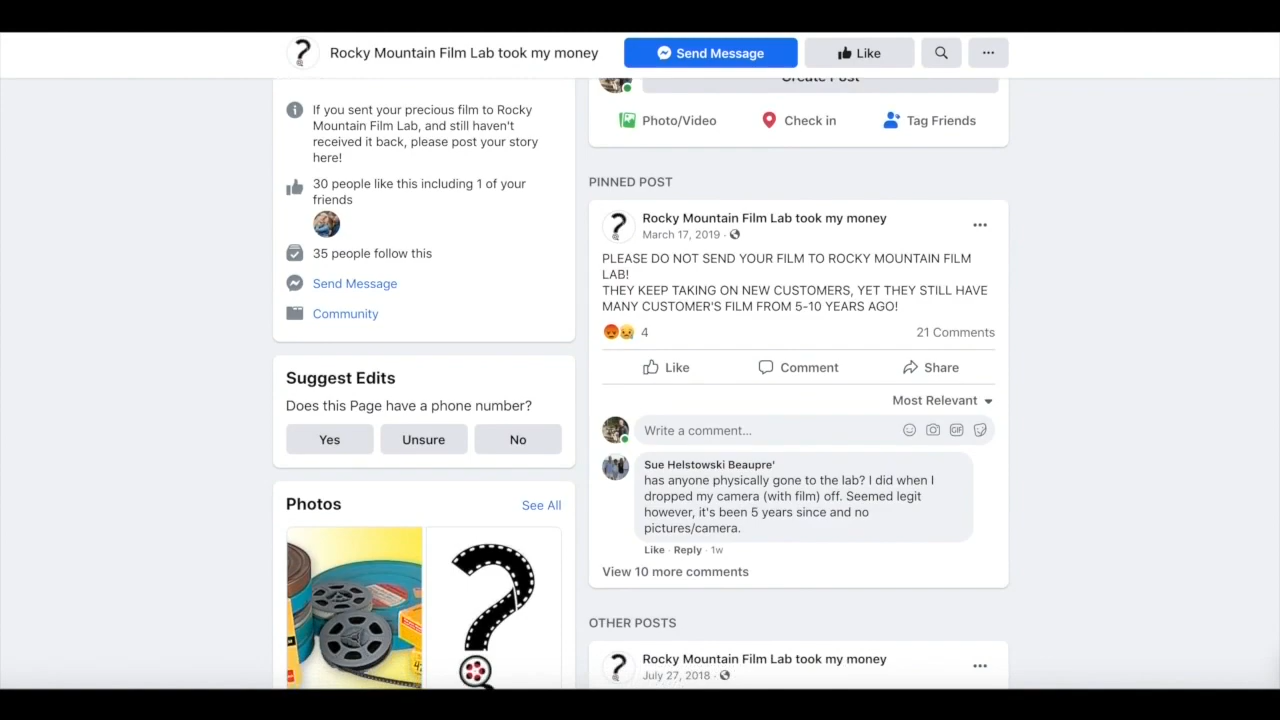 Rocky Mountain Film Lab took my money
Send Message
Like
If you sent your precious film to Rocky
Mountain Film Lab, and still haven't
received it back, please post your story
here!
30 people like this including 1 of your
friends
35 people follow this
Send Message
Community
Suggest Edits
Does this Page have a phone number?
Yes
Unsure
No
Photos
See All
Create Post
Photo/Video
Check in
Tag Friends
PINNED POST
Rocky Mountain Film Lab took my money
March 17, 2019 ·
PLEASE DO NOT SEND YOUR FILM TO ROCKY MOUNTAIN FILM
LAB!
THEY KEEP TAKING ON NEW CUSTOMERS, YET THEY STILL HAVE
MANY CUSTOMER'S FILM FROM 5-10 YEARS AGO!
4
21 Comments
Like
Comment
Share
Most Relevant
Write a comment...
GIF
Sue Helstowski Beaupre'
has anyone physically gone to the lab? I did when I
dropped my camera (with film) off. Seemed legit
however, it's been 5 years since and no
pictures/camera.
Like · Reply · 1w
View 10 more comments
OTHER POSTS
Rocky Mountain Film Lab took my money
July 27, 2018 ·